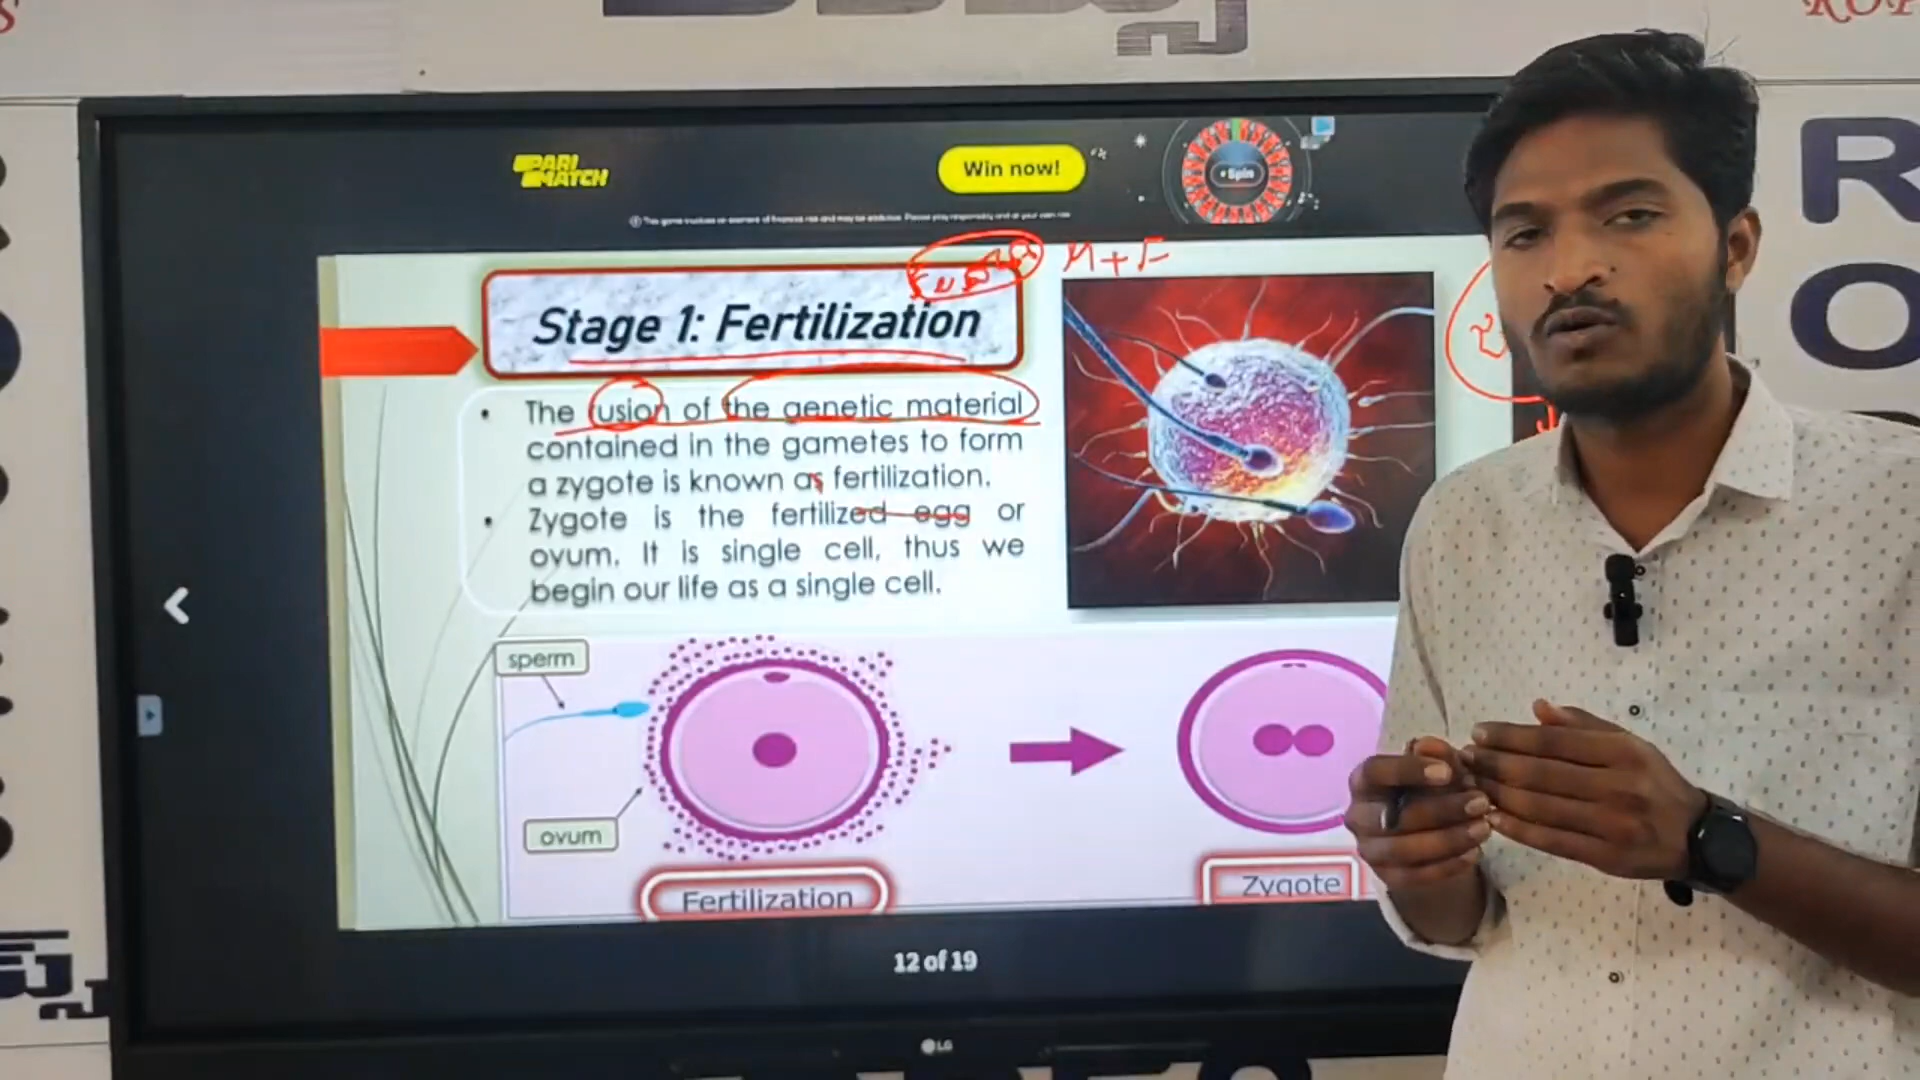 PARI
MATCH
Win now!
Spin
M + F
Stage 1: Fertilization
• The fusion of the genetic material
contained in the gametes to form
a zygote is known as fertilization.
• Zygote is the fertilized egg or
ovum. It is single cell, thus we
begin our life as a single cell.
sperm
ovum
Fertilization
Zygote
12 of 19
LG
R
O